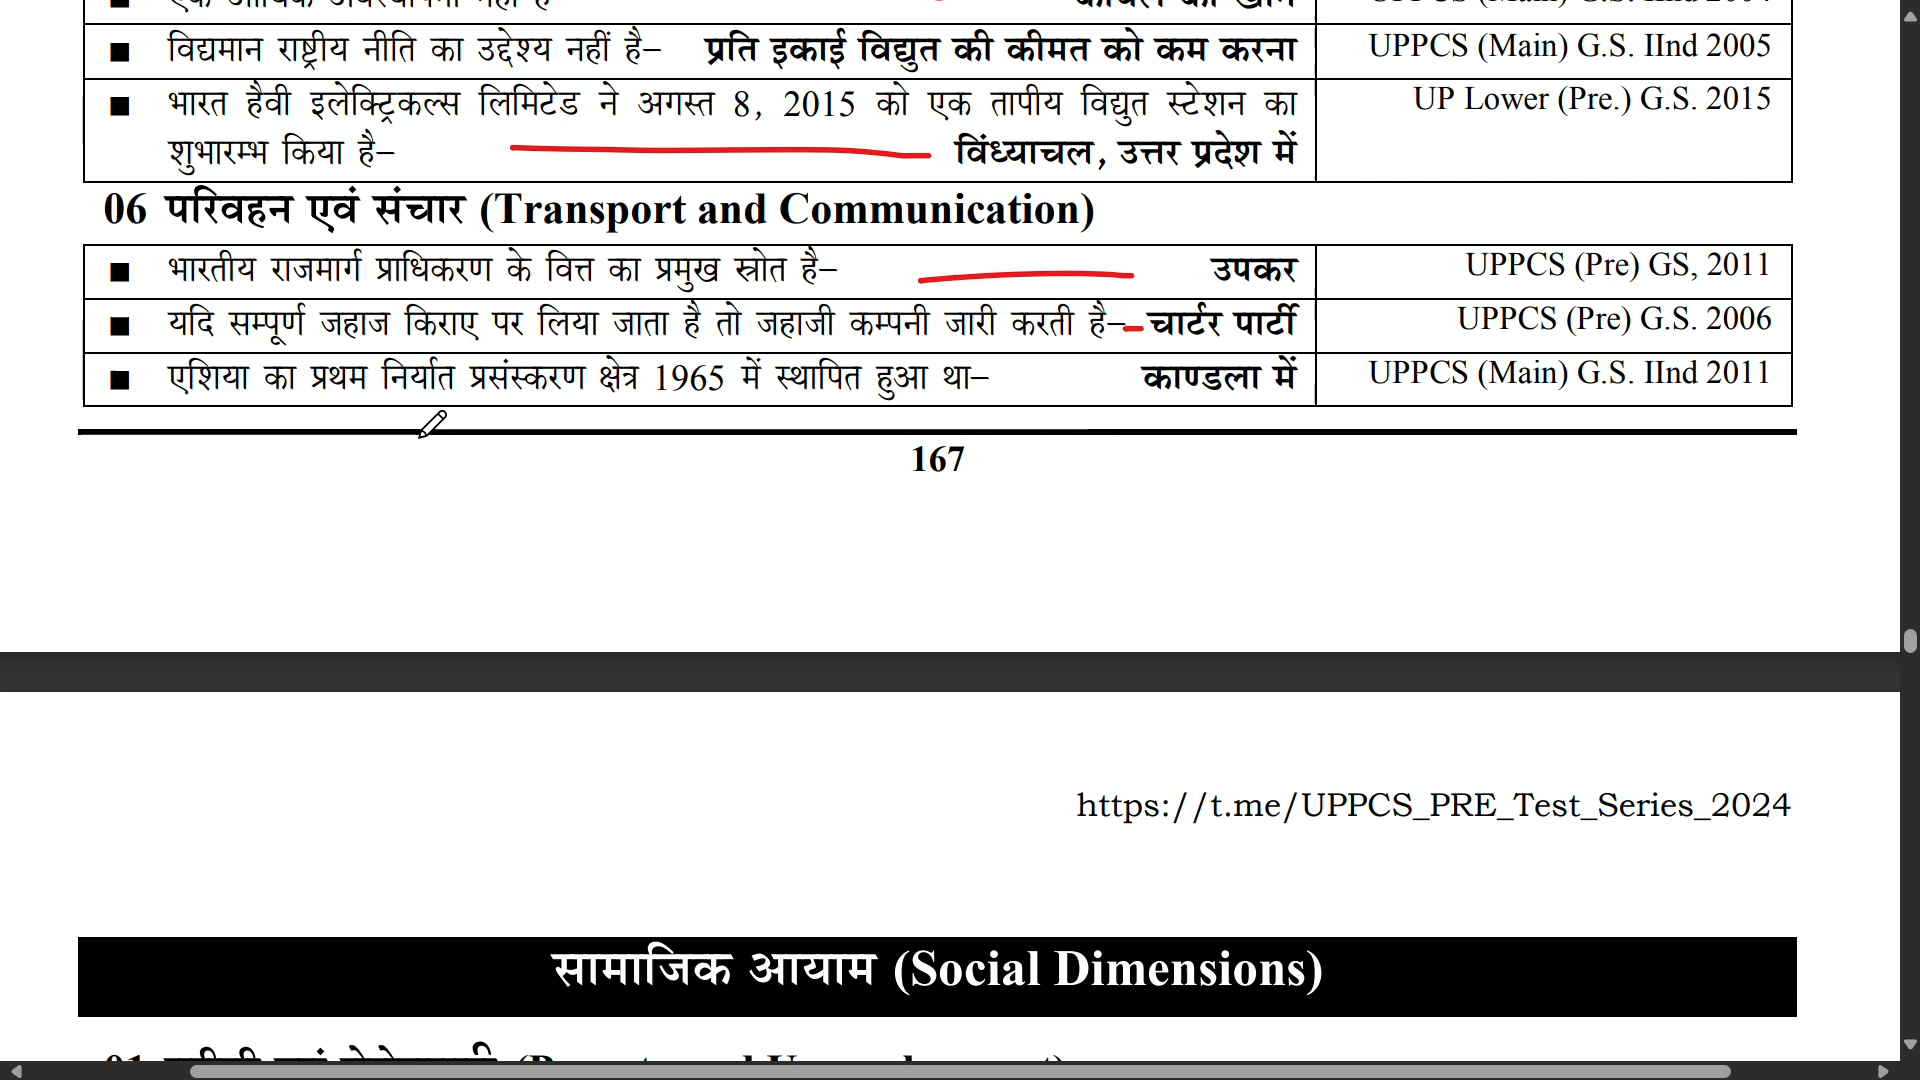 विद्यमान राष्ट्रीय नीति का उद्देश्य नहीं है– प्रति इकाई विद्युत की कीमत को कम करना UPPCS (Main) G.S. IInd 2005
भारत हैवी इलेक्ट्रिकल्स लिमिटेड ने अगस्त 8, 2015 को एक तापीय विद्युत स्टेशन का UP Lower (Pre.) G.S. 2015
शुभारम्भ किया है– विंध्याचल, उत्तर प्रदेश में
06 परिवहन एवं संचार (Transport and Communication)
भारतीय राजमार्ग प्राधिकरण के वित्त का प्रमुख स्रोत है– उपकर UPPCS (Pre) GS, 2011
यदि सम्पूर्ण जहाज किराए पर लिया जाता है तो जहाजी कम्पनी जारी करती है– चार्टर पार्टी UPPCS (Pre) G.S. 2006
एशिया का प्रथम निर्यात प्रसंस्करण क्षेत्र 1965 में स्थापित हुआ था– काण्डला में UPPCS (Main) G.S. IInd 2011
167
https://t.me/UPPCS_PRE_Test_Series_2024
सामाजिक आयाम (Social Dimensions)